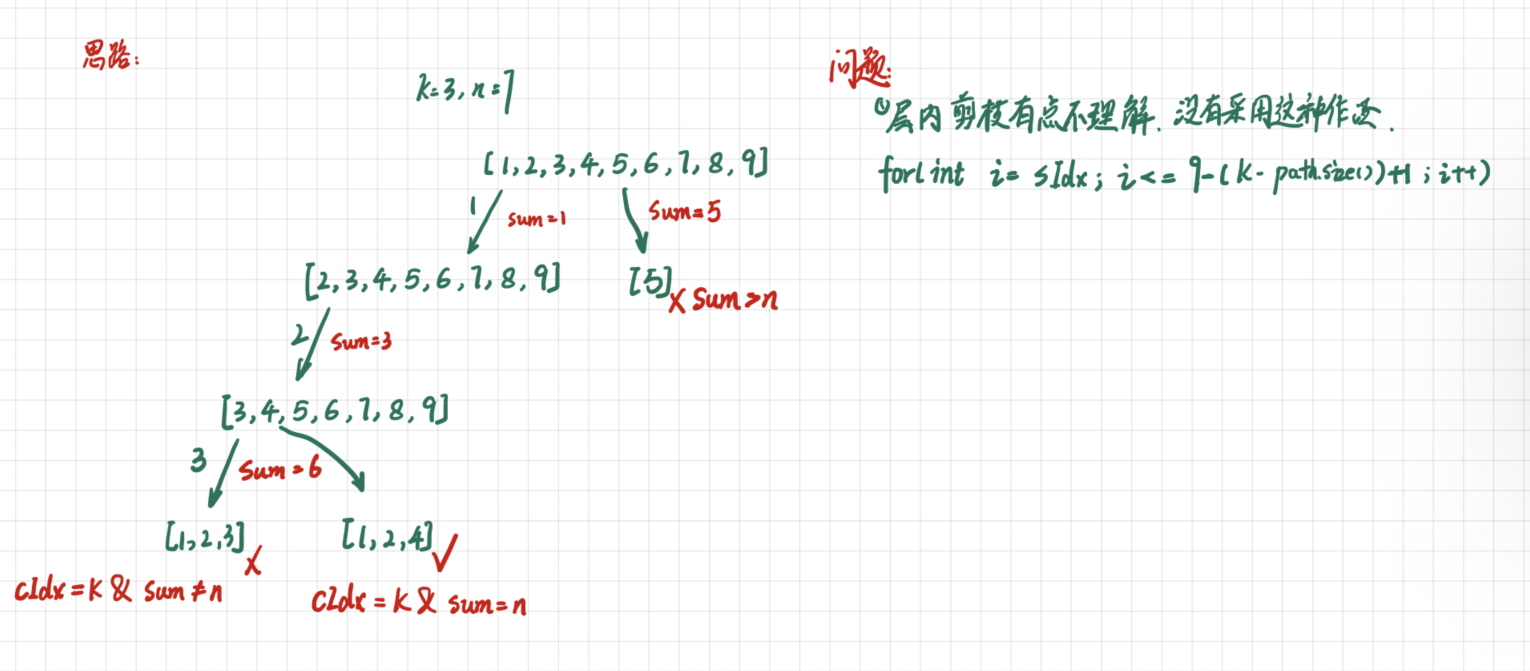 思路:
k=3, n=7
[1,2,3,4,5,6,7,8,9]
1 sum=1
sum=5
[2,3,4,5,6,7,8,9]
[5] X sum>n
2 sum=3
[3,4,5,6,7,8,9]
3 sum=6
[1,2,3] X
[1,2,4] ✓
cIdx=k & sum≠n
cIdx=k & sum=n
问题:
① 层内剪枝有点不理解. 没有采用这种作法.
for(int i= sIdx; i<= 9-(k-path.size())+1; i++)